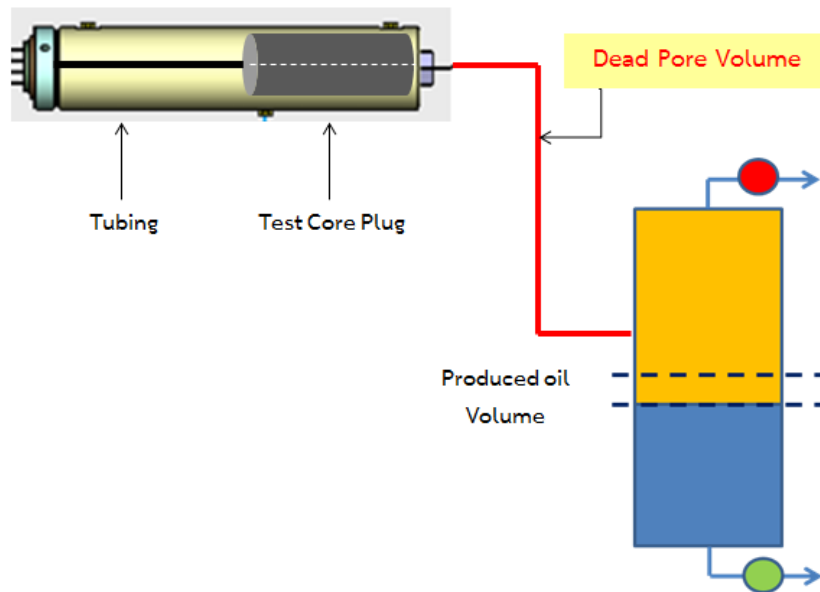 Dead Pore Volume
Tubing
Test Core Plug
Produced oil
Volume